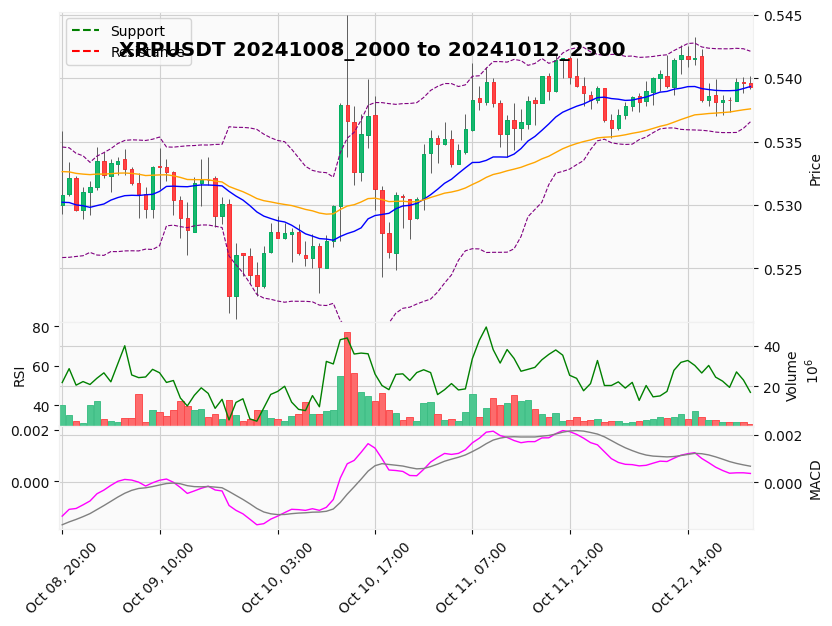 XRPUSDT 20241008_2000 to 20241012_2300
Support
Resistance
0.545
0.540
0.535
0.530
0.525
Price
80
60
40
RSI
40
20
Volume
10^6
0.002
0.000
0.002
0.000
MACD
Oct 08, 20:00
Oct 09, 10:00
Oct 10, 03:00
Oct 10, 17:00
Oct 11, 07:00
Oct 11, 21:00
Oct 12, 14:00